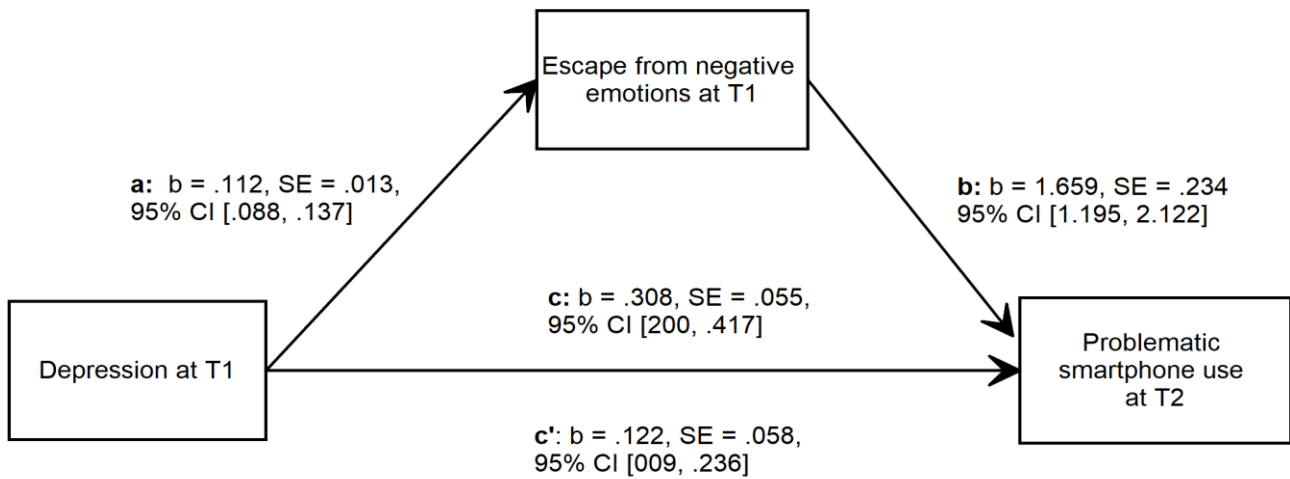 Escape from negative
emotions at T1
a: b = .112, SE = .013,
95% CI [.088, .137]
b: b = 1.659, SE = .234
95% CI [1.195, 2.122]
c: b = .308, SE = .055,
95% CI [200, .417]
Depression at T1
Problematic
smartphone use
at T2
c': b = .122, SE = .058,
95% CI [009, .236]